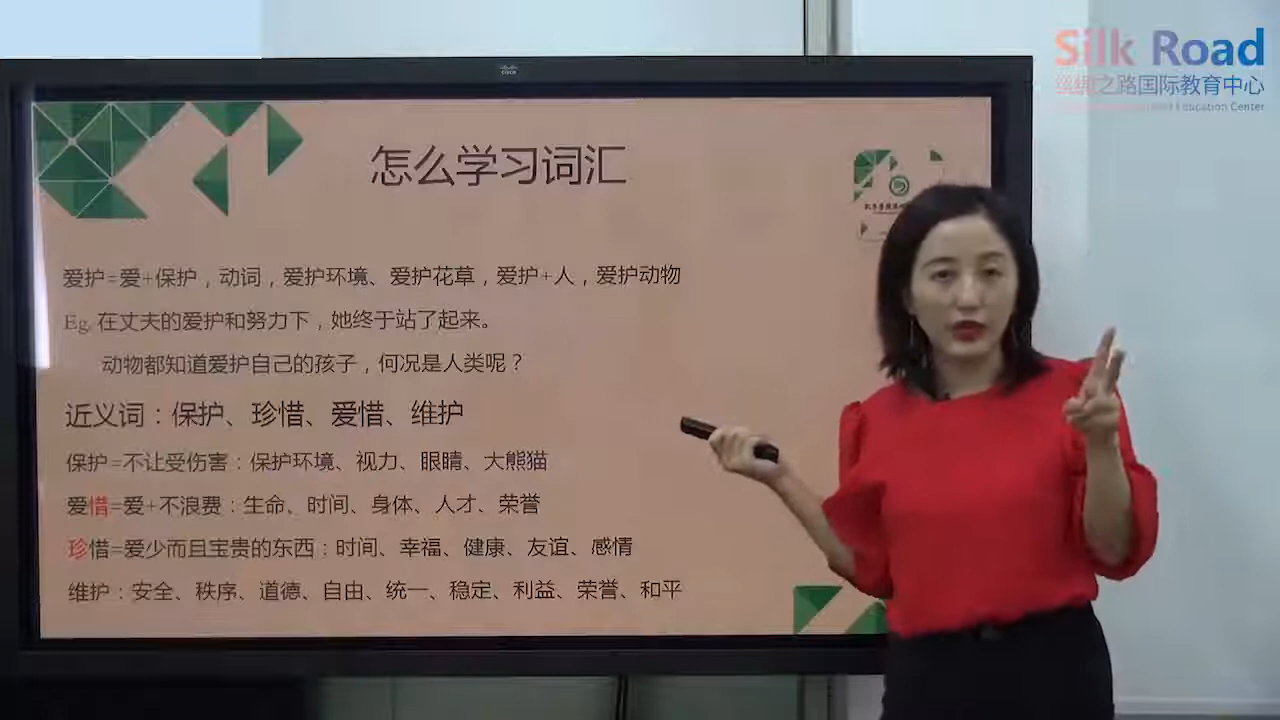 Silk Road
丝绸之路国际教育中心
Education Center
CISCO
怎么学习词汇
爱护=爱+保护，动词，爱护环境、爱护花草，爱护+人，爱护动物
Eg. 在丈夫的爱护和努力下，她终于站了起来。
动物都知道爱护自己的孩子，何况是人类呢？
近义词：保护、珍惜、爱惜、维护
保护=不让受伤害：保护环境、视力、眼睛、大熊猫
爱惜=爱+不浪费：生命、时间、身体、人才、荣誉
珍惜=爱少而且宝贵的东西：时间、幸福、健康、友谊、感情
维护：安全、秩序、道德、自由、统一、稳定、利益、荣誉、和平